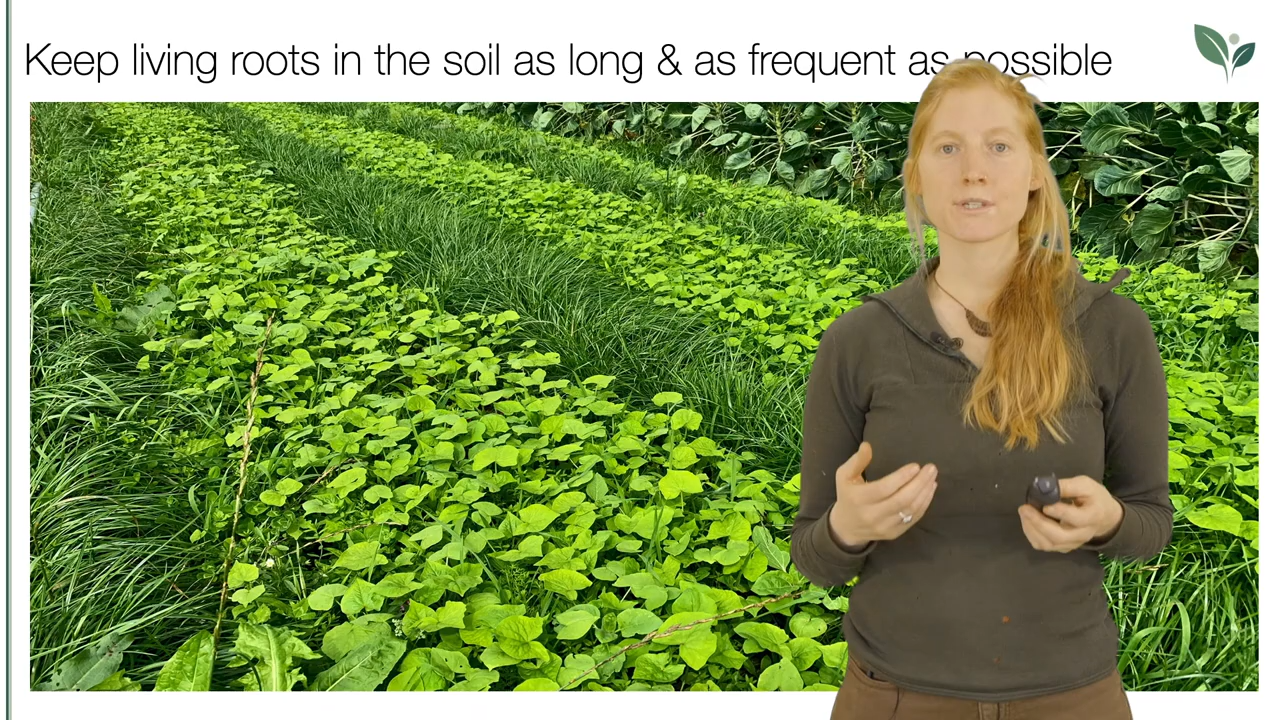 Keep living roots in the soil as long & as frequent as possible